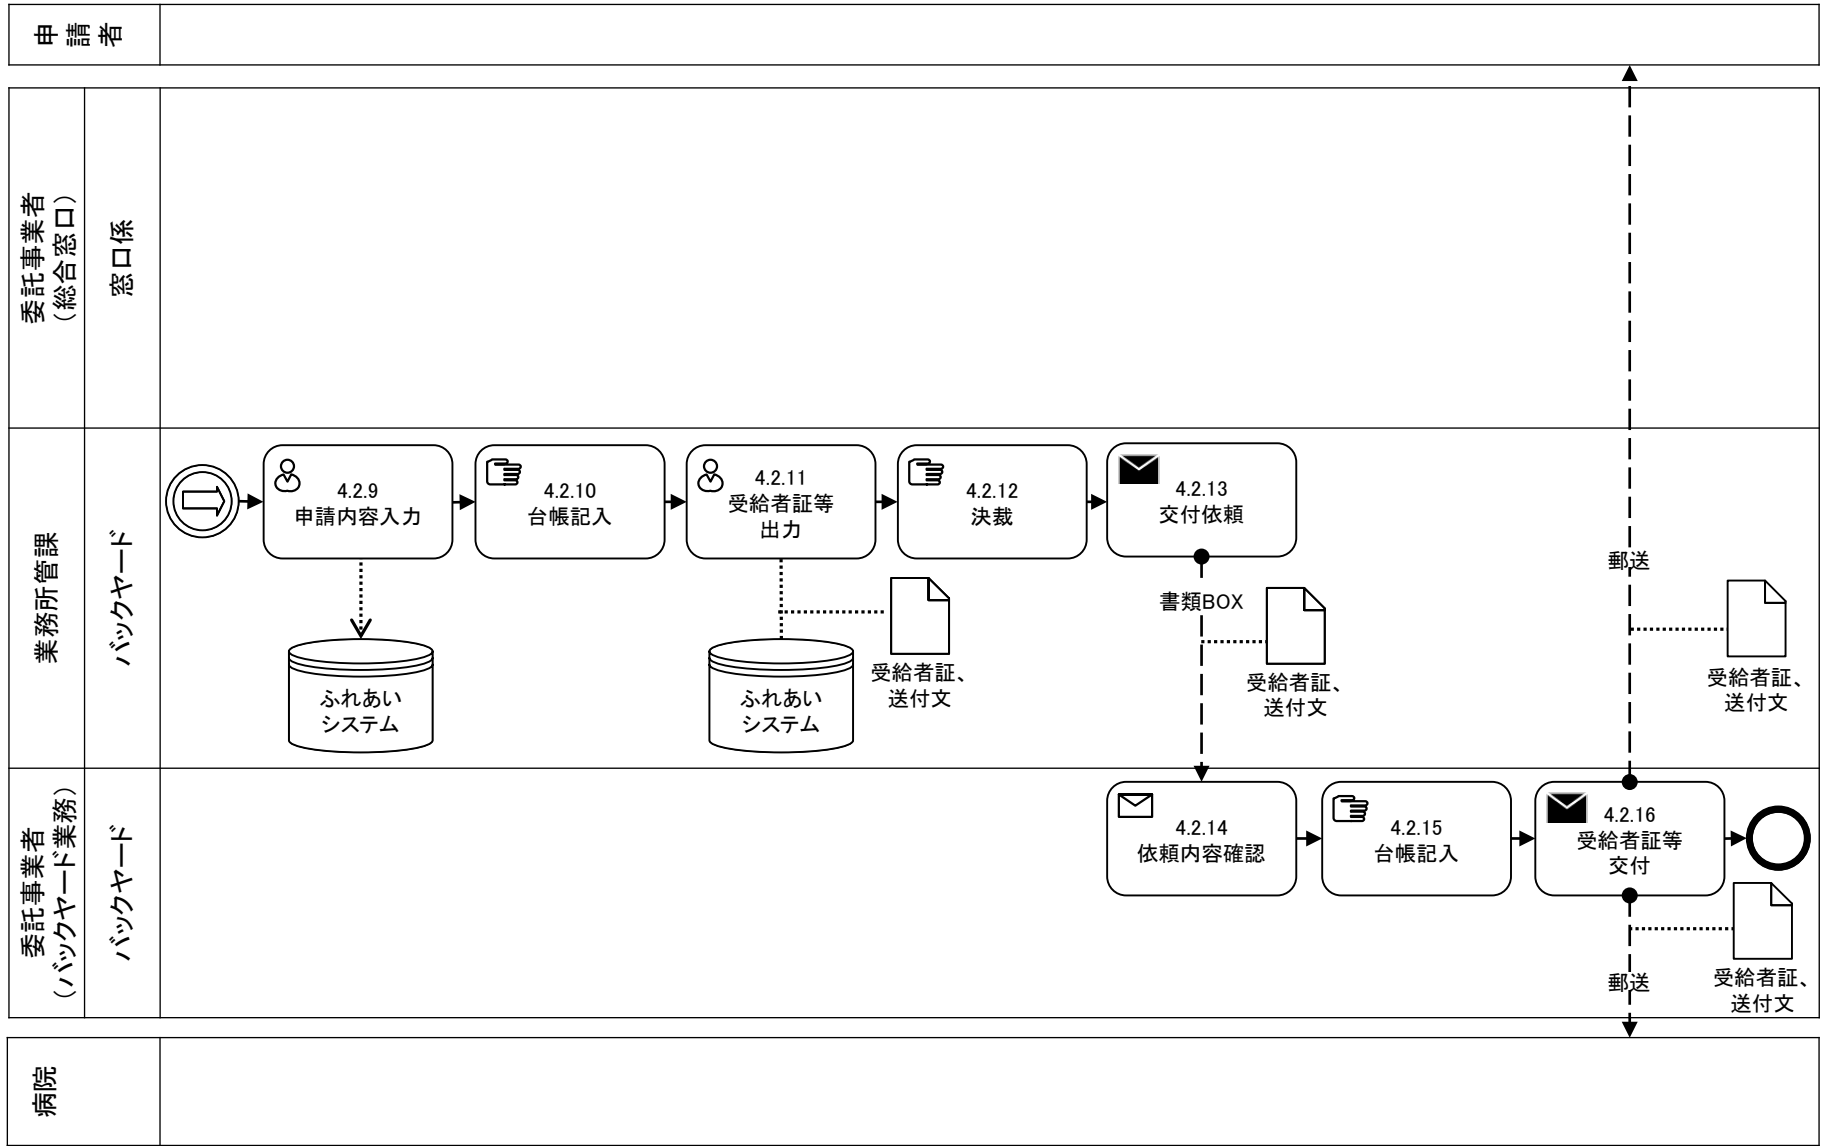 申請者
委託事業者
（総合窓口）
窓口係
業務所管課
バックヤード
4.2.9
申請内容入力
4.2.10
台帳記入
4.2.11
受給者証等
出力
4.2.12
決裁
4.2.13
交付依頼
ふれあい
システム
ふれあい
システム
受給者証、
送付文
書類BOX
受給者証、
送付文
郵送
受給者証、
送付文
委託事業者
（バックヤード業務）
バックヤード
4.2.14
依頼内容確認
4.2.15
台帳記入
4.2.16
受給者証等
交付
郵送
受給者証、
送付文
病院